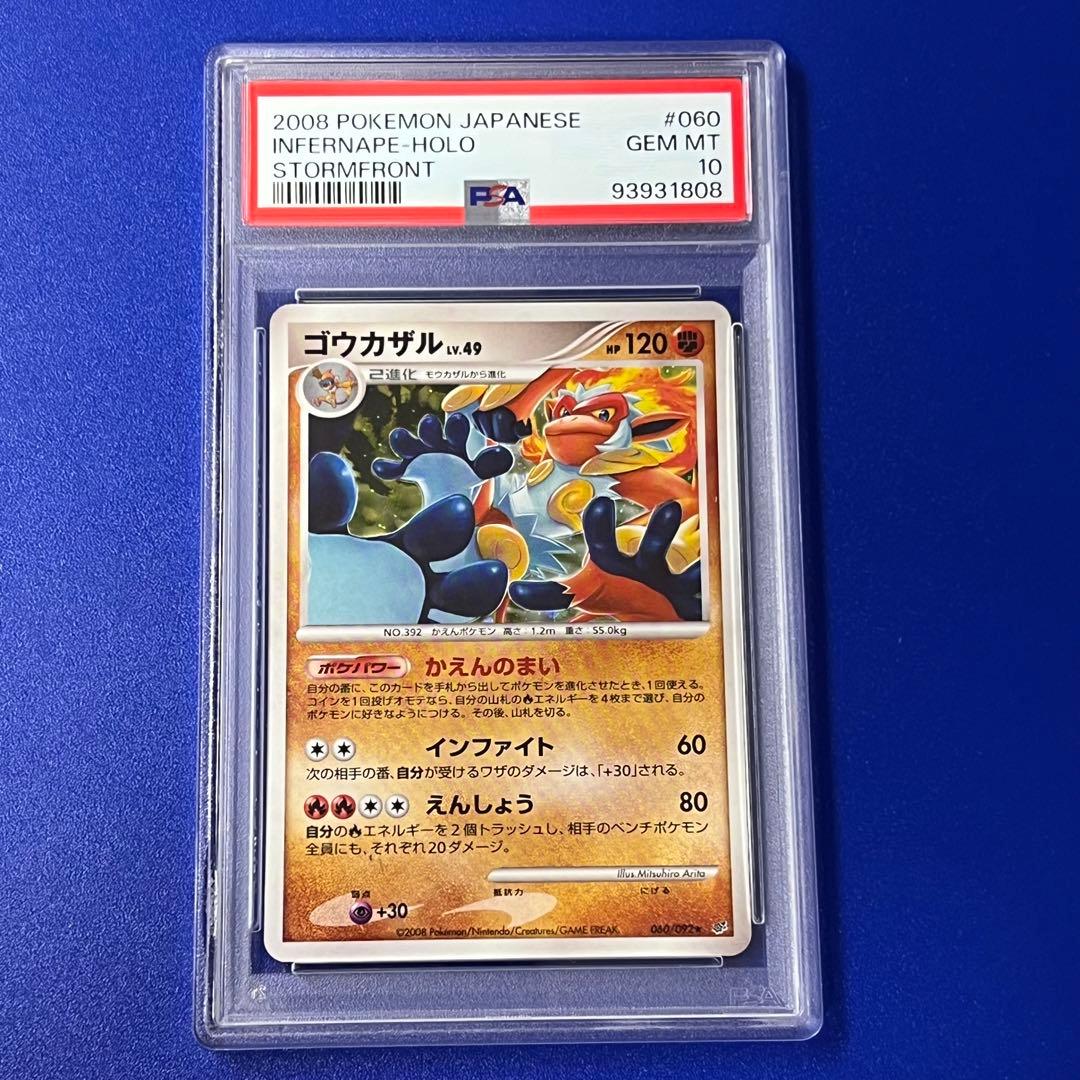 2008 POKEMON JAPANESE #060
INFERNAPE-HOLO GEM MT
STORMFRONT 10
PSA 93931808
ゴウカザル LV.49 HP 120
2進化 モウカザルから進化
NO.392 かえんポケモン 高さ:1.2m 重さ:55.0kg
ポケパワー かえんのまい
自分の番に、このカードを手札から出してポケモンを進化させたとき、1回使える。
コインを1回投げオモテなら、自分の山札のエネルギーを4枚まで選び、自分の
ポケモンに好きなようにつける。その後、山札を切る。
インファイト 60
次の相手の番、自分が受けるワザのダメージは、「+30」される。
えんしょう 80
自分のエネルギーを2個トラッシュし、相手のベンチポケモン
全員にも、それぞれ20ダメージ。
Illus.Mitsuhiro Arita
弱点 抵抗力 にげる
+30
©2008 Pokémon/Nintendo/Creatures/GAME FREAK. 060/092★
PSA